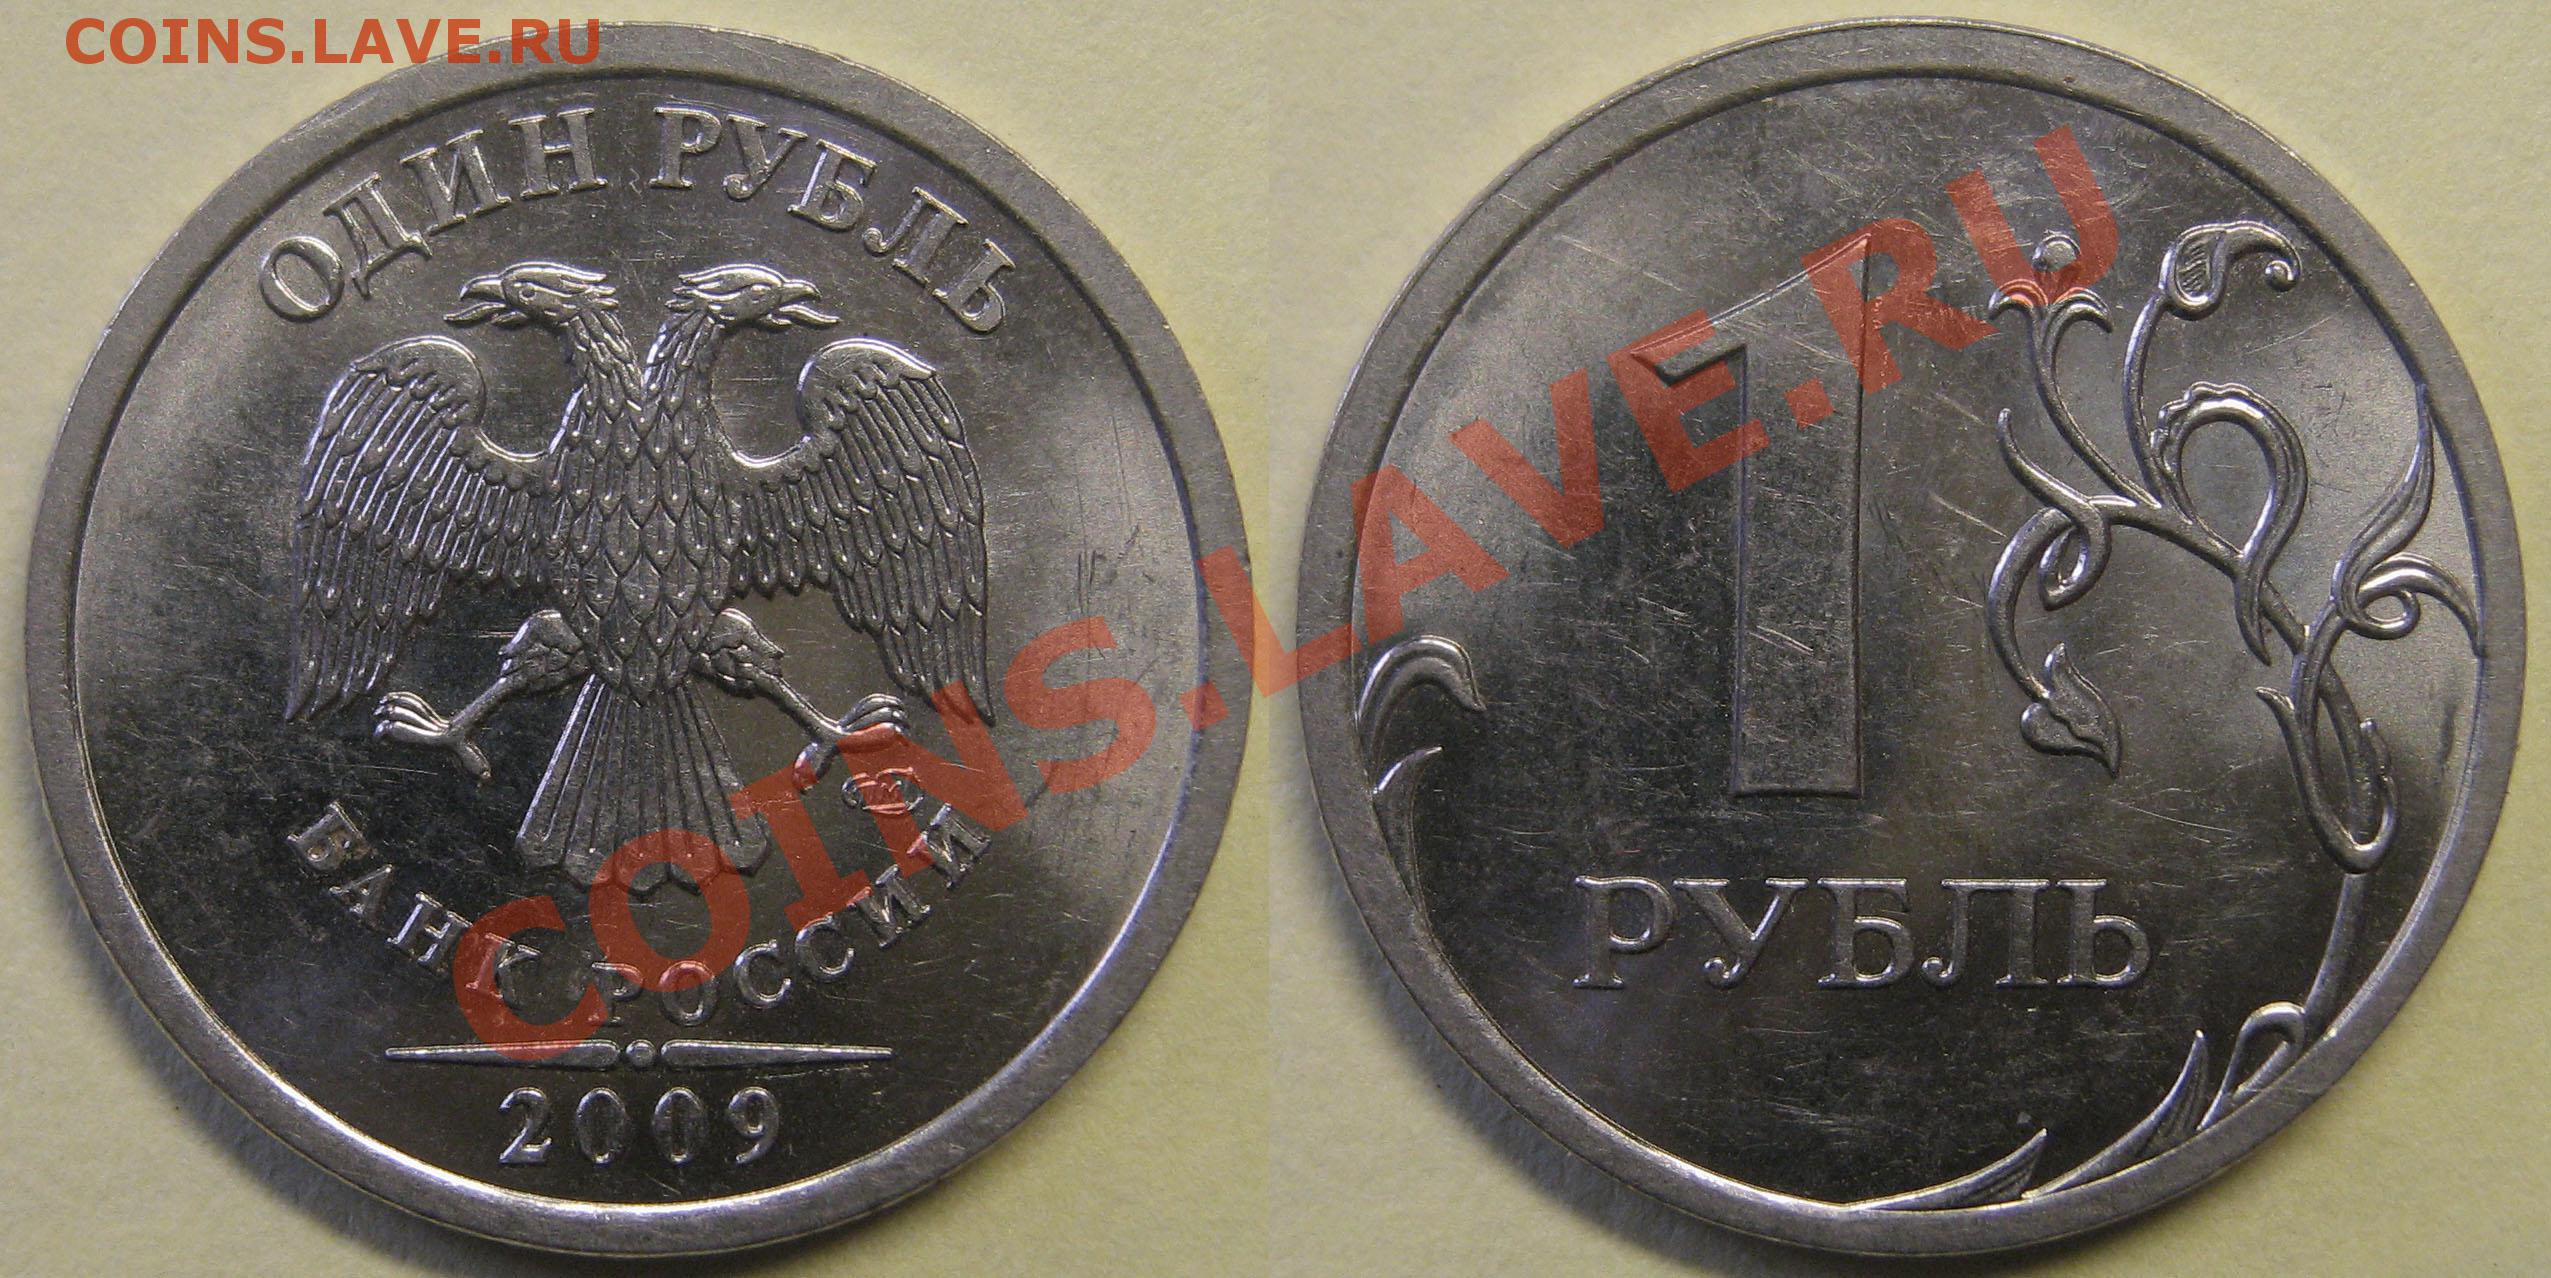 COINS.LAVE.RU
ОДИН РУБЛЬ
БАНК РОССИИ
2009
1
РУБЛЬ
COINS.LAVE.RU